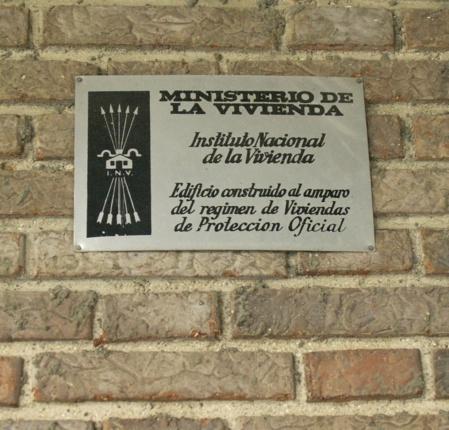 MINISTERIO DE
LA VIVIENDA
Instituto Nacional
de la Vivienda
I.N.V.
Edificio construido al amparo
del regimen de Viviendas
de Proteccion Oficial